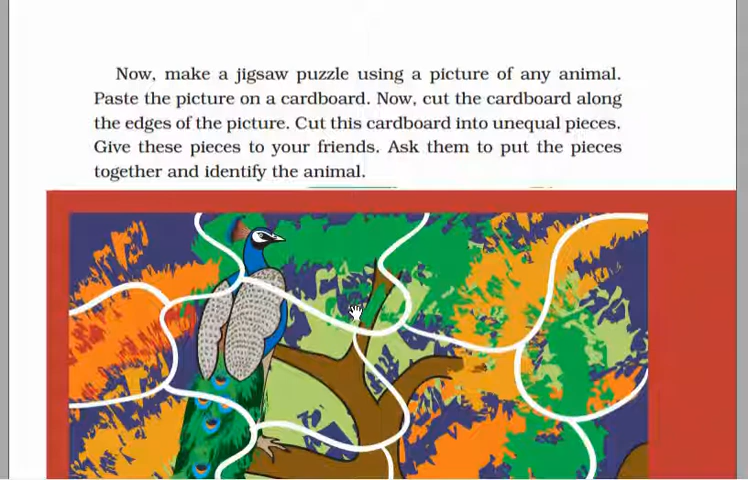 Now, make a jigsaw puzzle using a picture of any animal.
Paste the picture on a cardboard. Now, cut the cardboard along
the edges of the picture. Cut this cardboard into unequal pieces.
Give these pieces to your friends. Ask them to put the pieces
together and identify the animal.